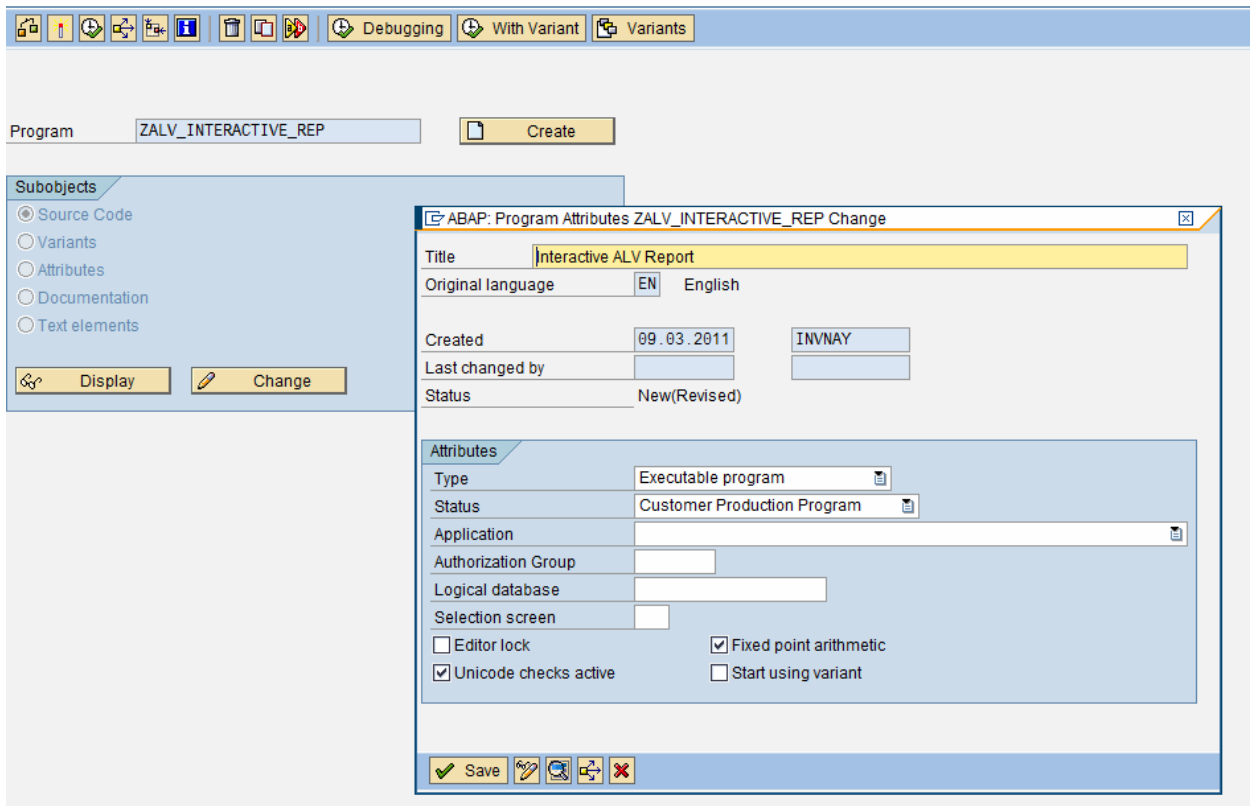 Debugging With Variant Variants
Program ZALV_INTERACTIVE_REP Create
Subobjects
Source Code
Variants
Attributes
Documentation
Text elements
Display Change
ABAP: Program Attributes ZALV_INTERACTIVE_REP Change
Title Interactive ALV Report
Original language EN English
Created 09.03.2011 INVNAY
Last changed by
Status New(Revised)
Attributes
Type Executable program
Status Customer Production Program
Application
Authorization Group
Logical database
Selection screen
Editor lock Fixed point arithmetic
Unicode checks active Start using variant
Save